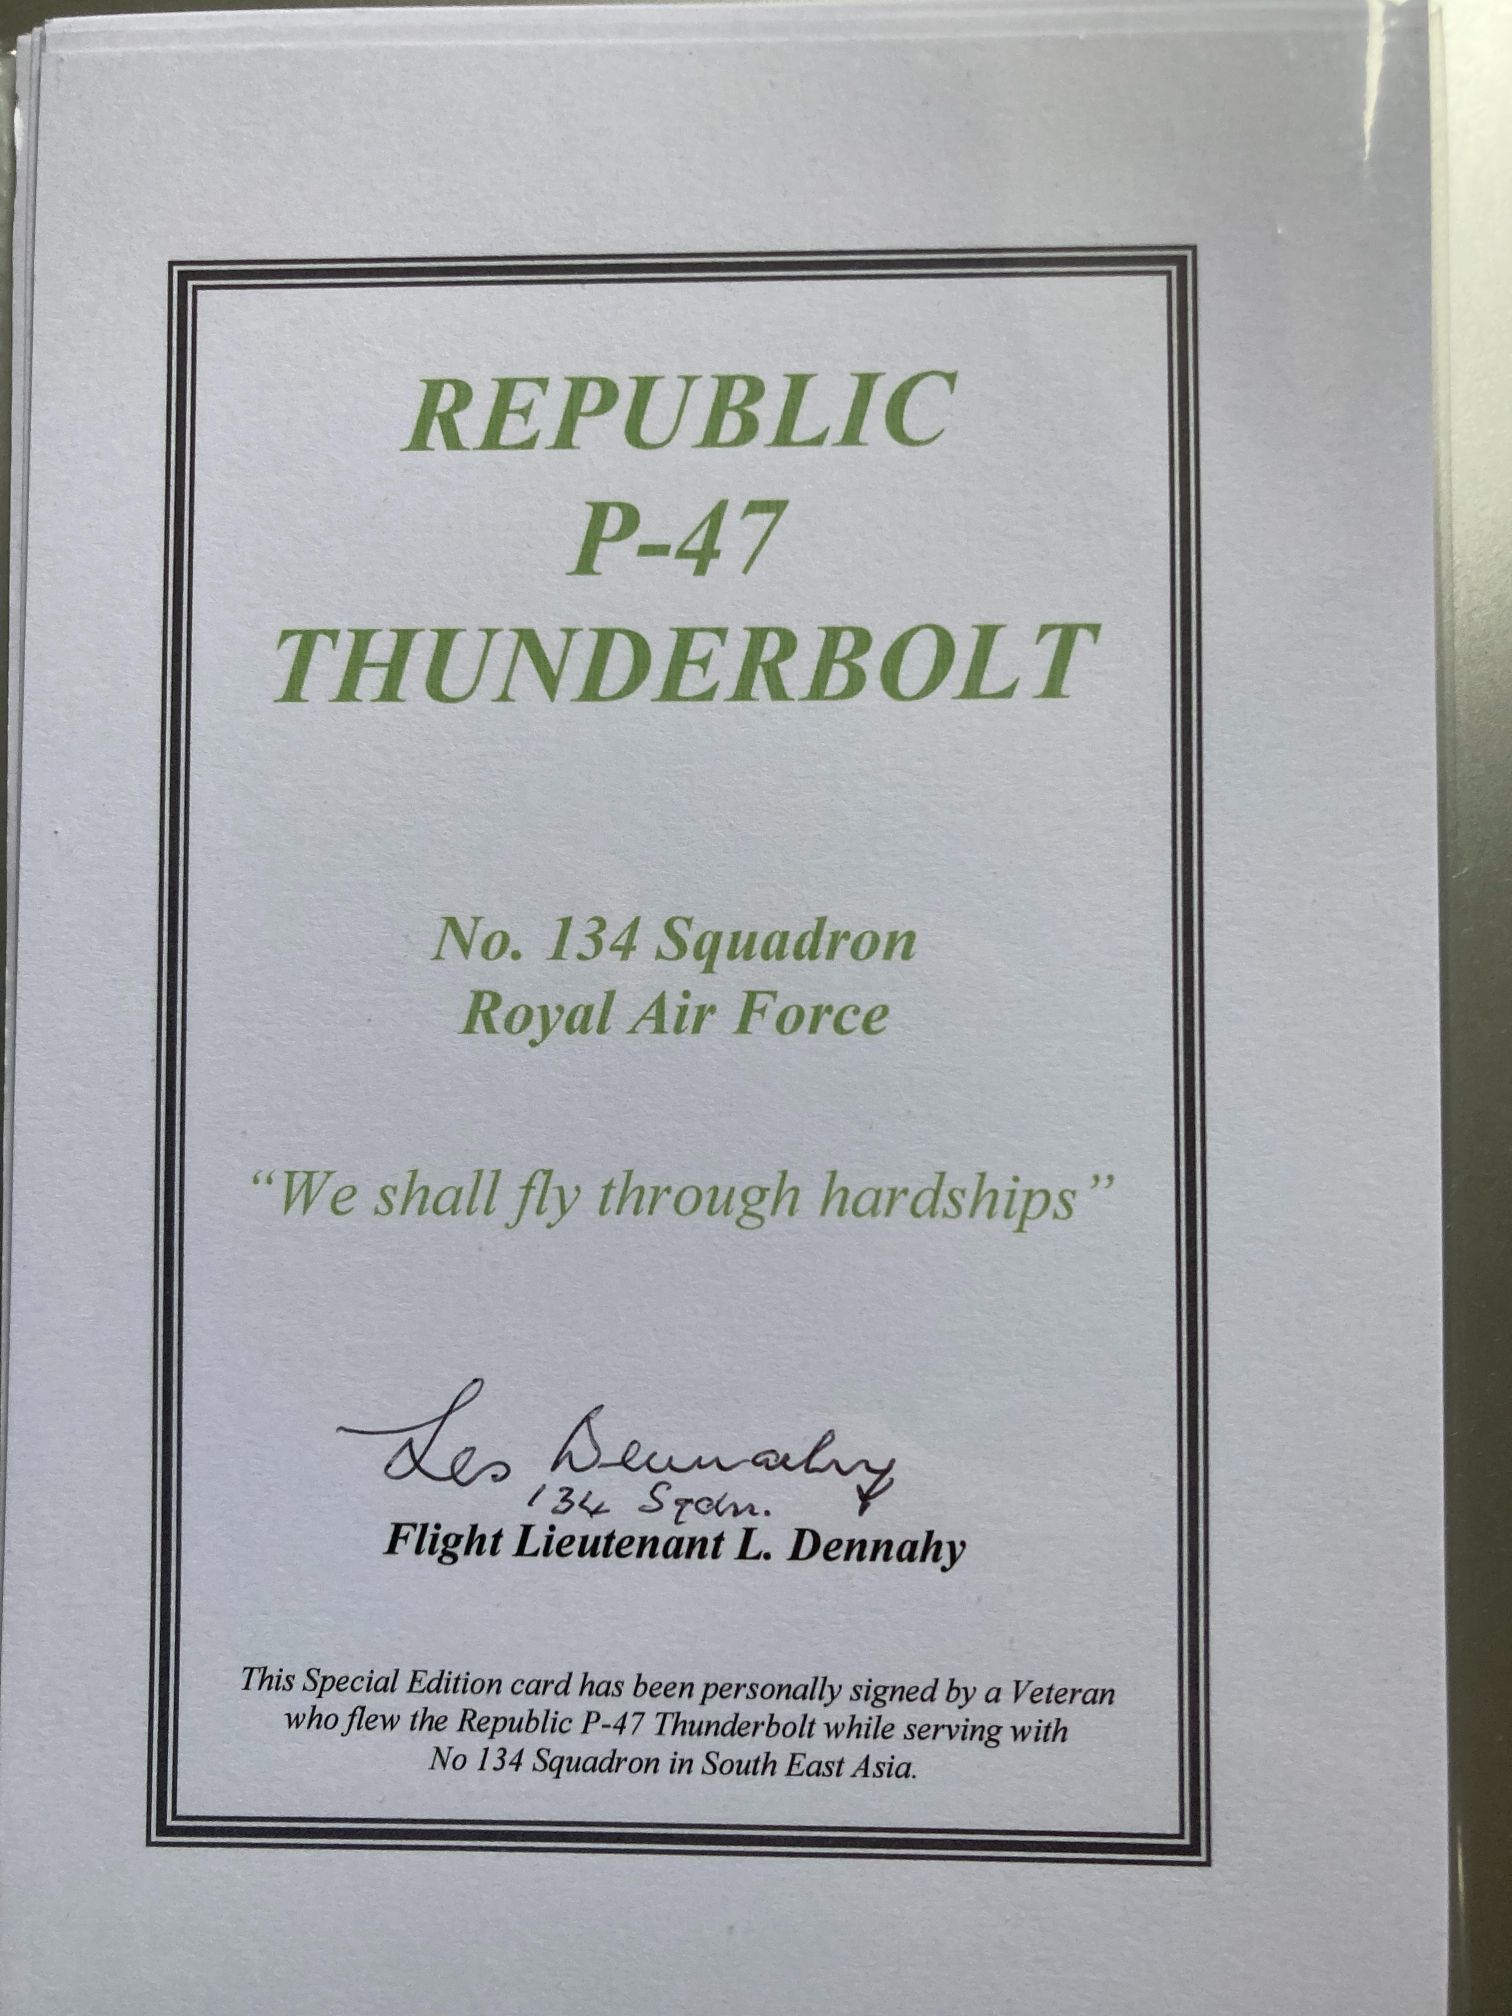 REPUBLIC
P-47
THUNDERBOLT
No. 134 Squadron
Royal Air Force
“We shall fly through hardships”
Les Dennahy
134 Sqdn.
Flight Lieutenant L. Dennahy
This Special Edition card has been personally signed by a Veteran
who flew the Republic P-47 Thunderbolt while serving with
No 134 Squadron in South East Asia.